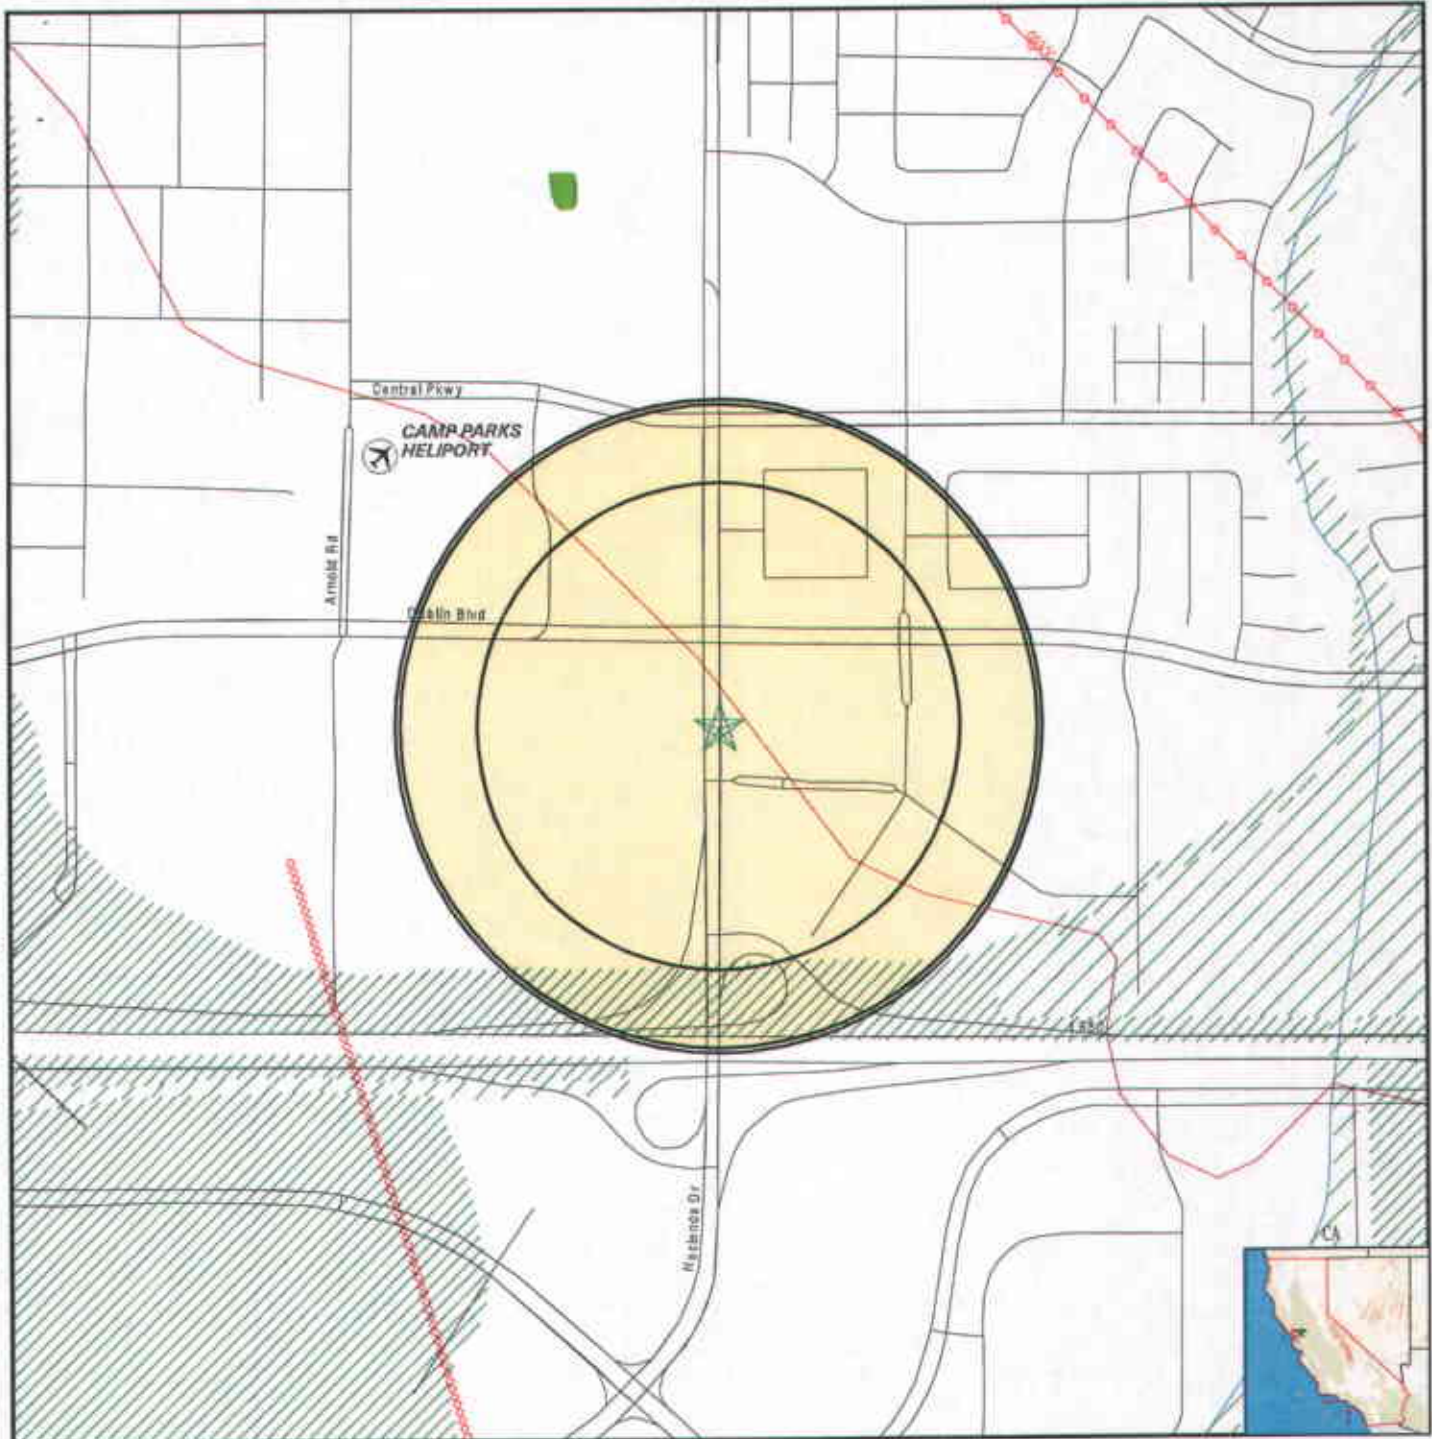 Central Pkwy
CAMP PARKS
HELIPORT
Arnold Rd
Dublin Blvd
Hacienda Dr
CA